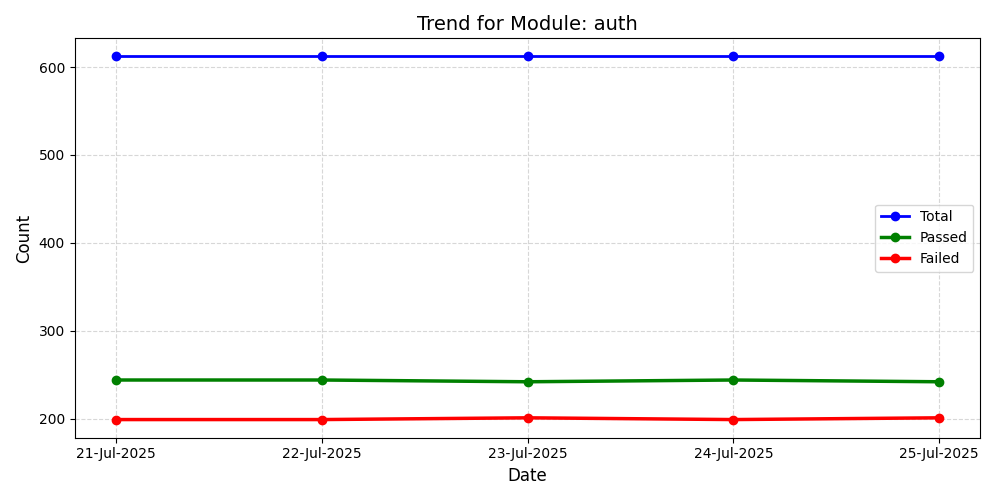 Trend for Module: auth
600
500
400
300
200
Count
Total
Passed
Failed
21-Jul-2025
22-Jul-2025
23-Jul-2025
24-Jul-2025
25-Jul-2025
Date